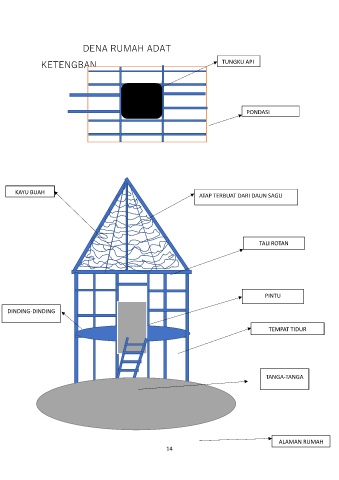 DENA RUMAH ADAT
KETENGBAN
TUNGKU API
PONDASI
KAYU BUAH
ATAP TERBUAT DARI DAUN SAGU
TALI ROTAN
PINTU
DINDING-DINDING
TEMPAT TIDUR
TANGA-TANGA
ALAMAN RUMAH
14